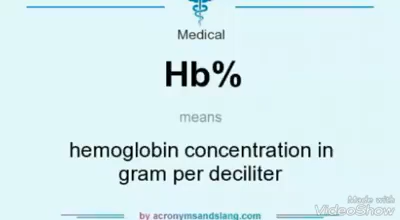 Medical
Hb%
means
hemoglobin concentration in
gram per deciliter
by acronymsandslang.com
Made with
VideoShow